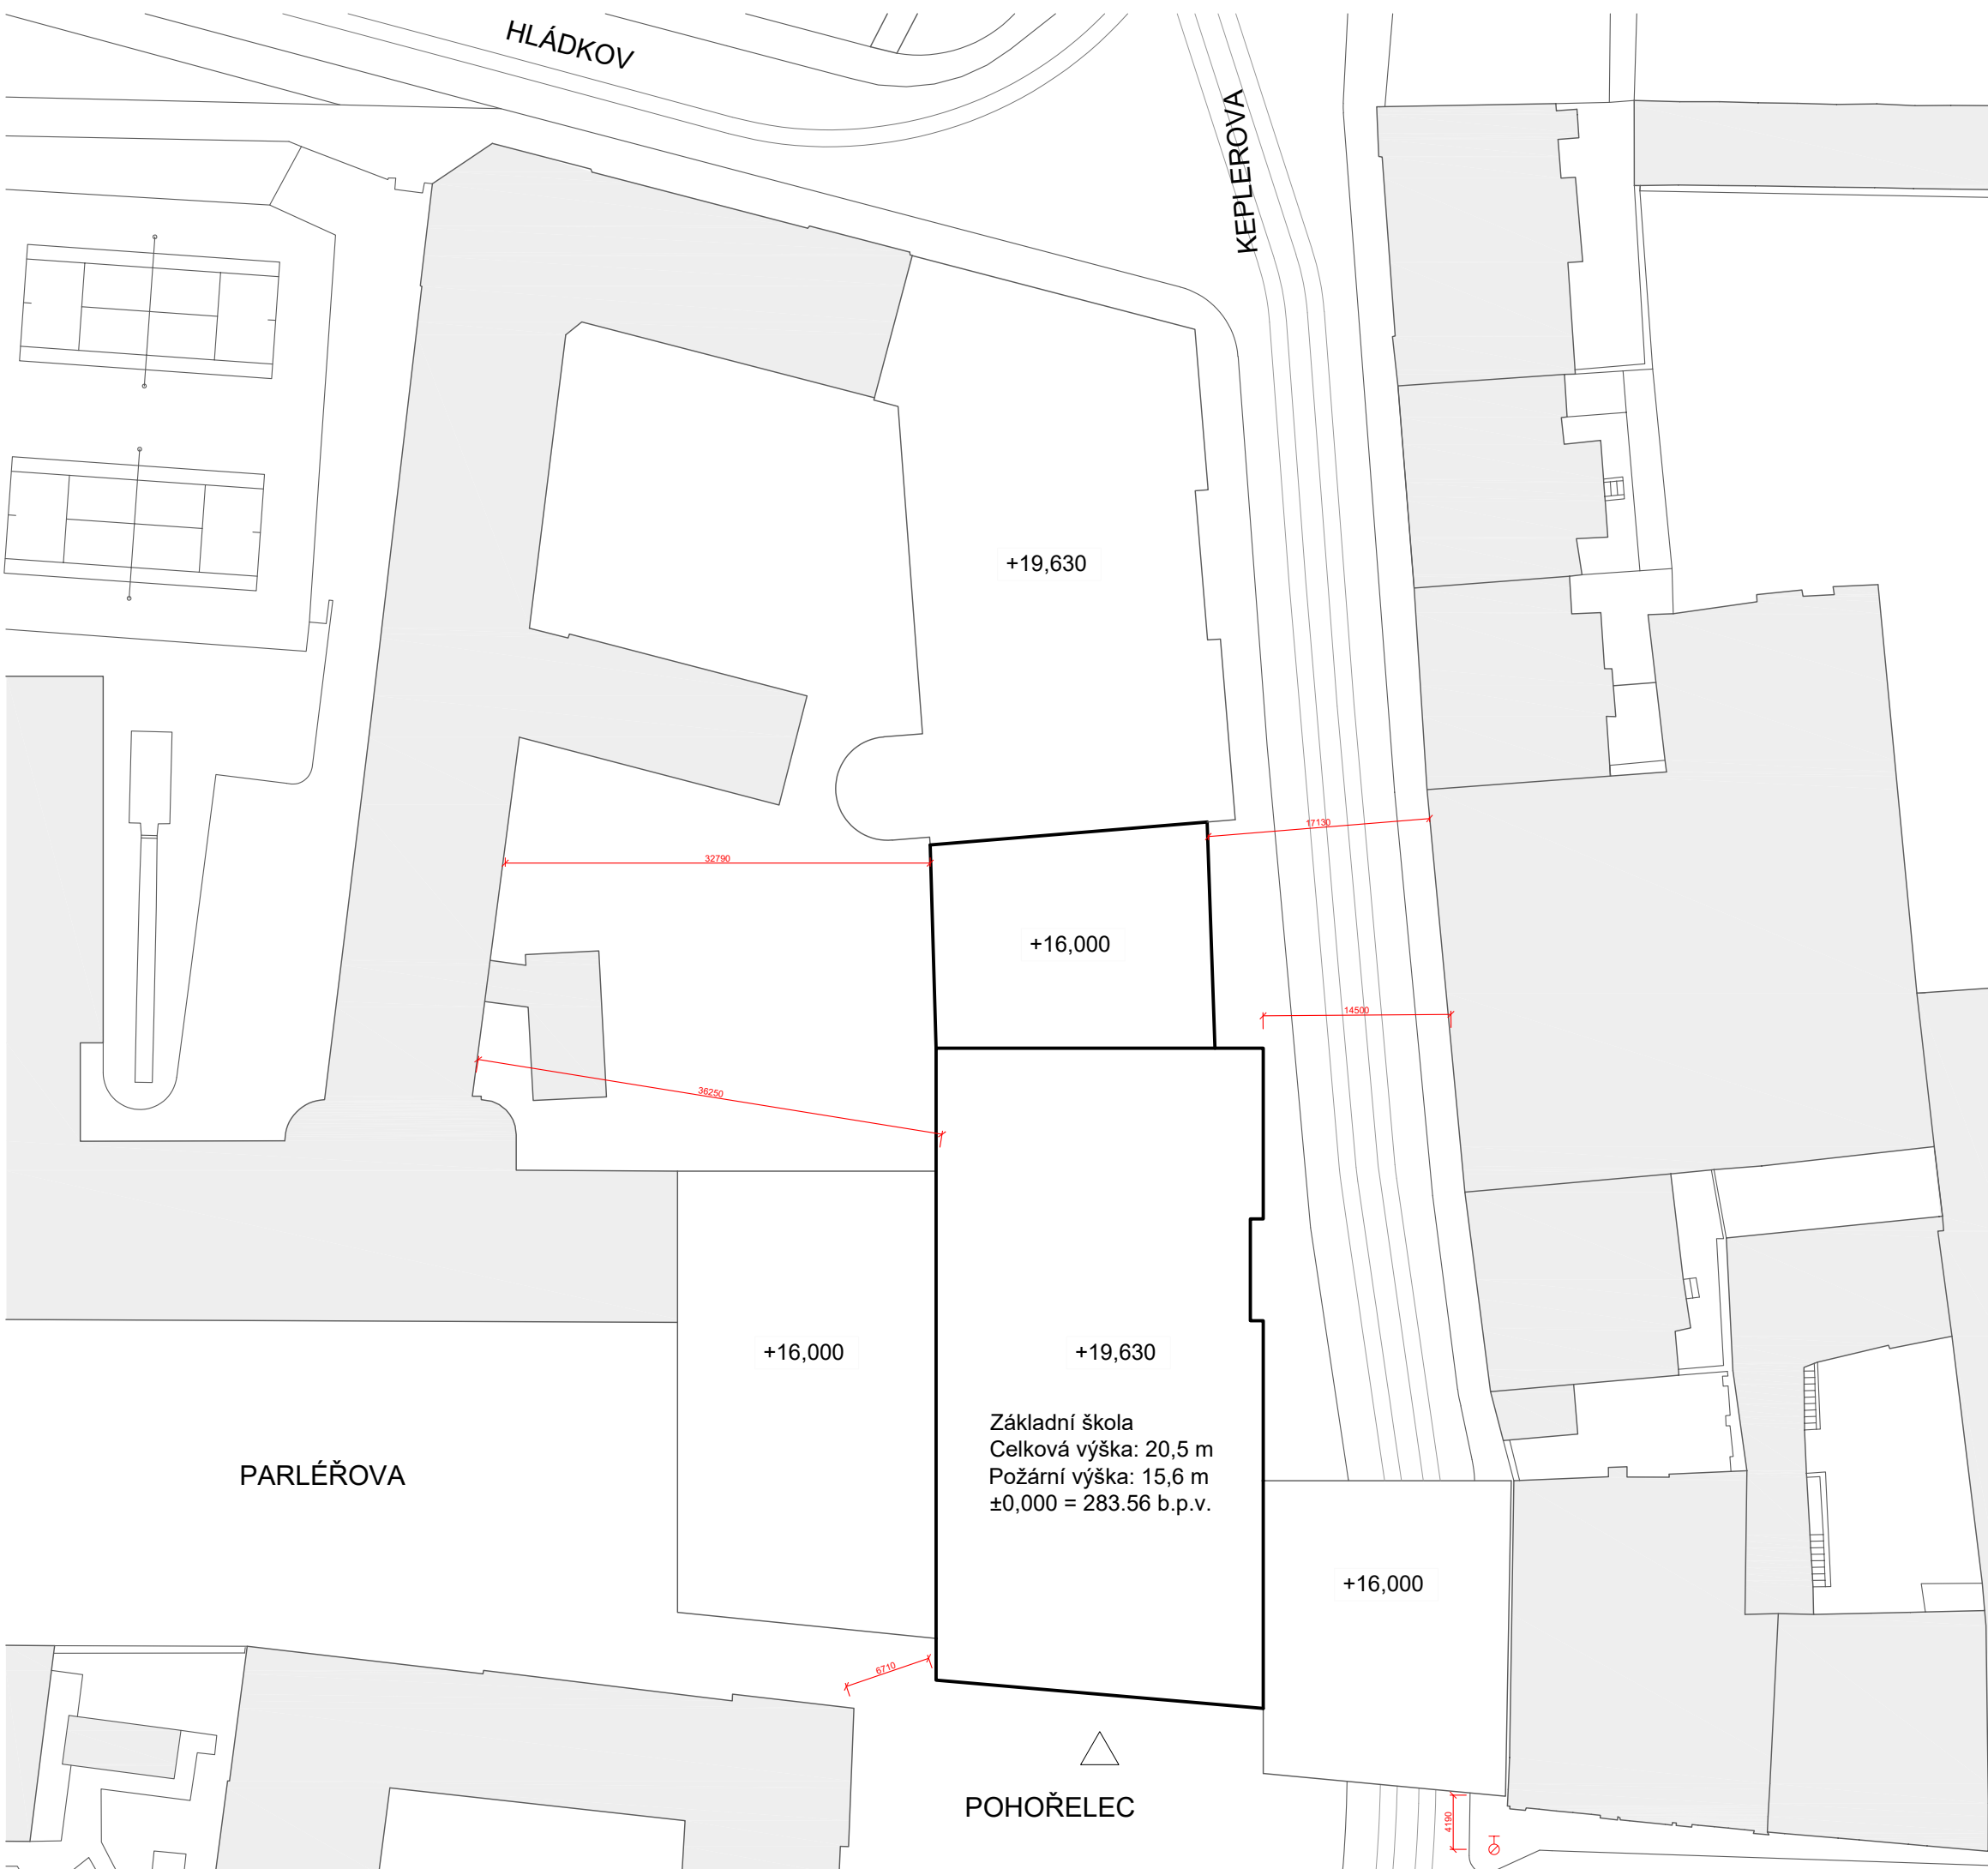 HLÁDKOV
KEPLEROVA
+19,630
17130
32790
+16,000
14500
36250
+16,000
+19,630
Základní škola
Celková výška: 20,5 m
Požární výška: 15,6 m
±0,000 = 283.56 b.p.v.
PARLÉŘOVA
+16,000
6710
POHOŘELEC
4190